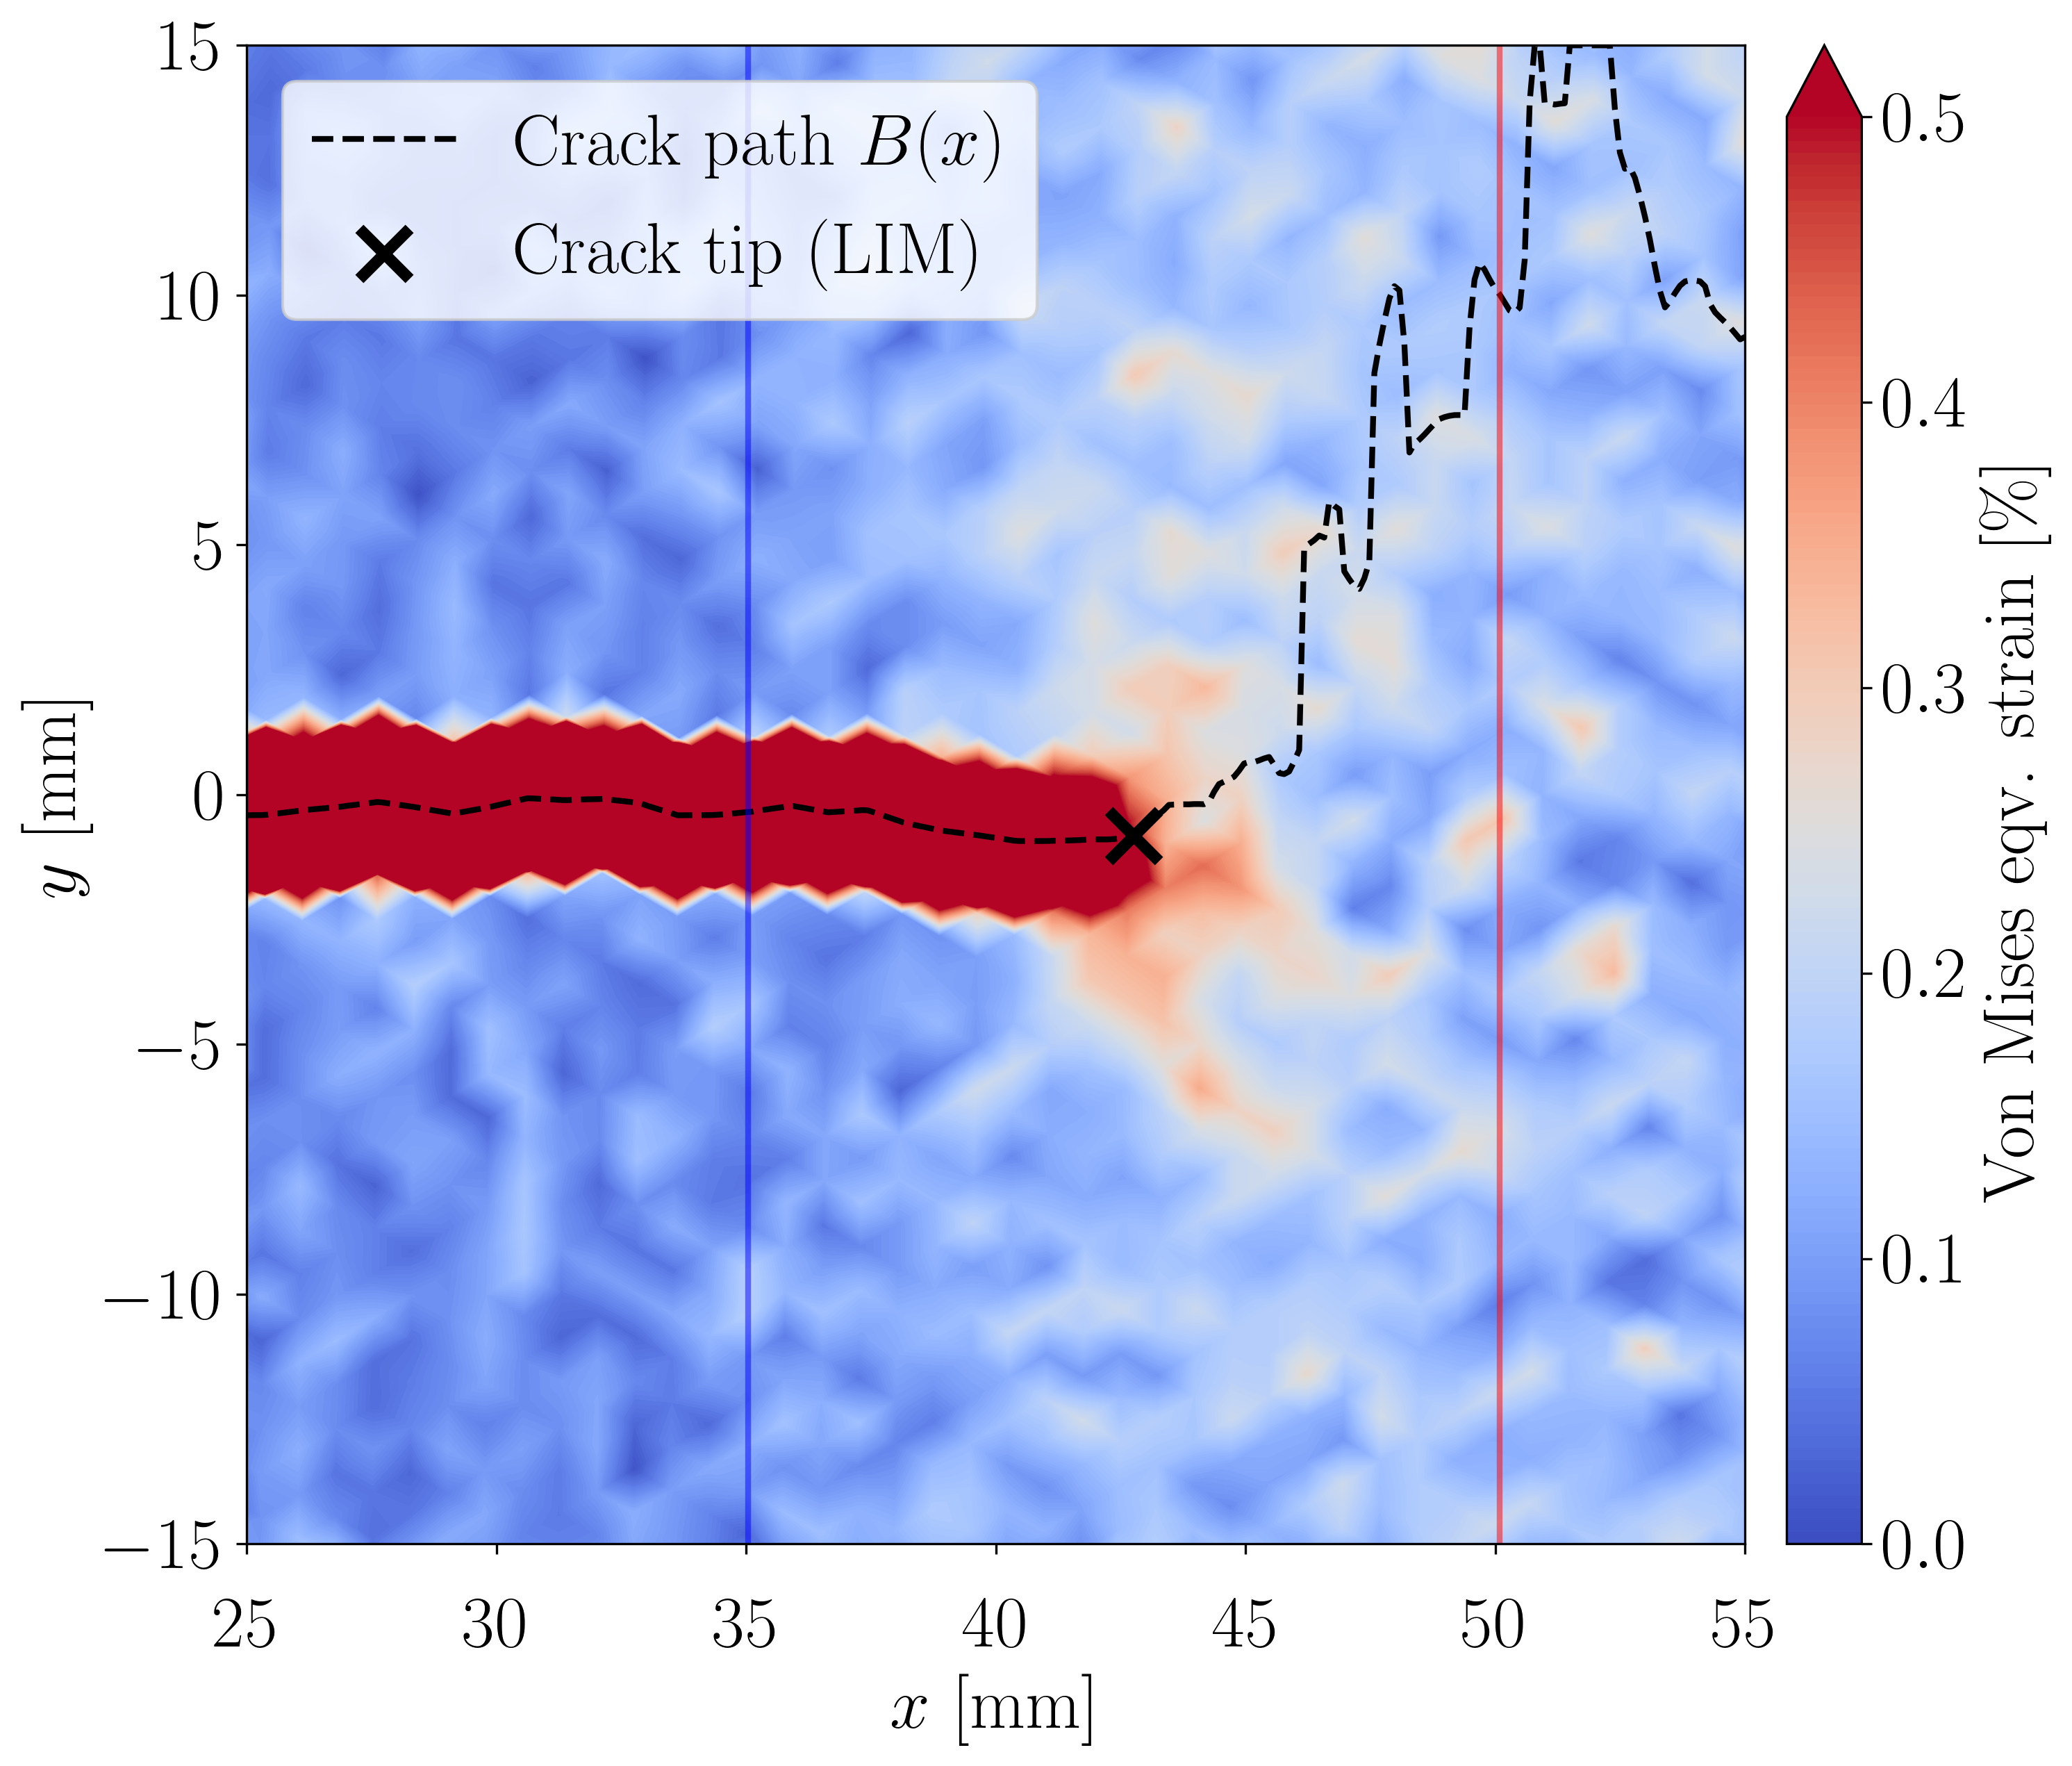 Crack path B(x)
Crack tip (LIM)
15
10
5
0
−5
−10
−15
y [mm]
25 30 35 40 45 50 55
x [mm]
0.5
0.4
0.3
0.2
0.1
0.0
Von Mises eqv. strain [%]